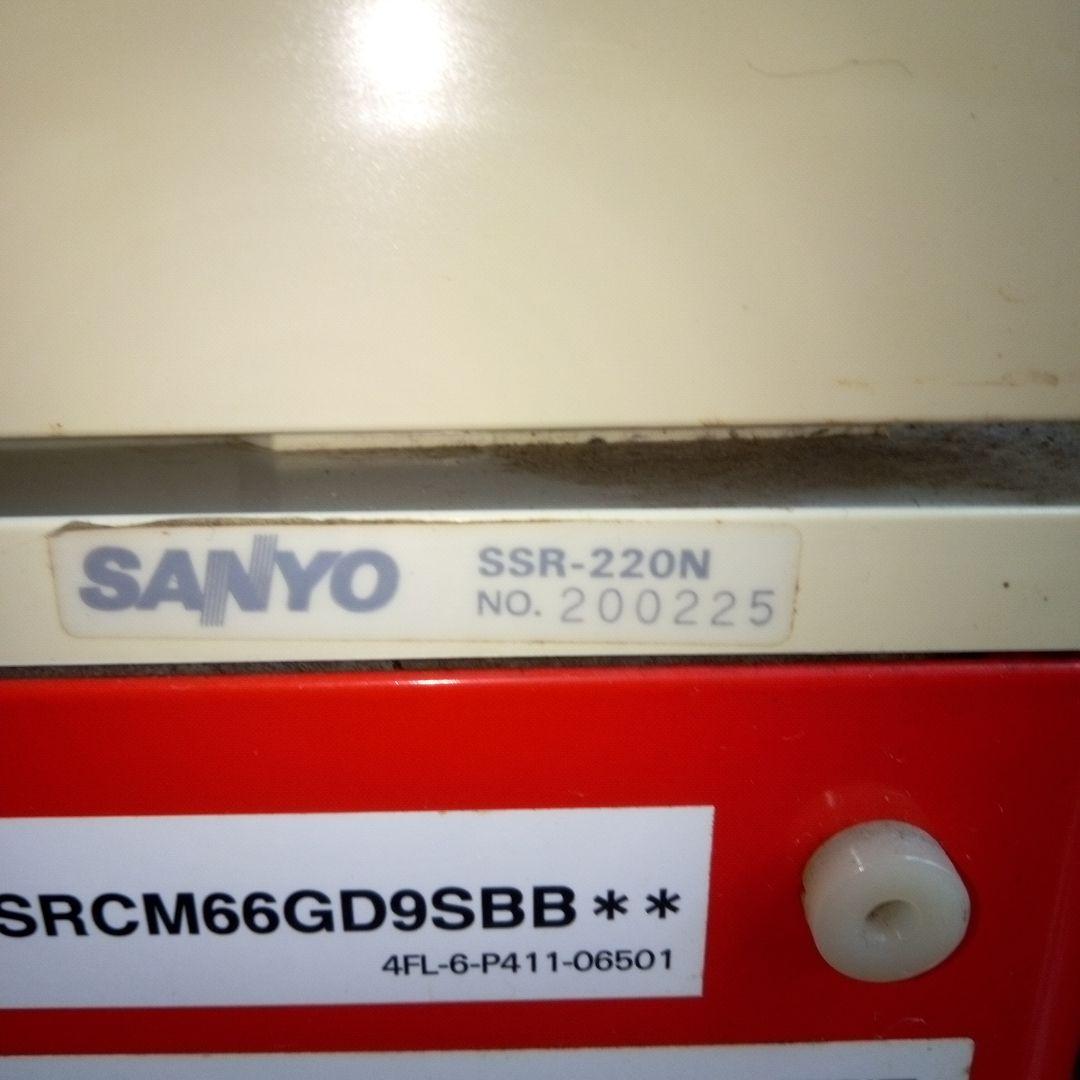 SANYO
SSR-220N
NO. 200225
SRCM66GD9SBB**
4FL-6-P411-06501